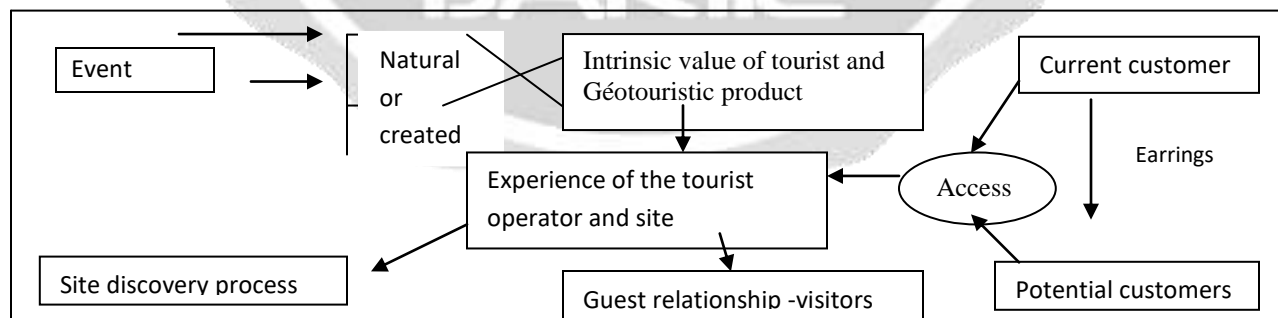 Event
Natural
or
created
Intrinsic value of tourist and
Géotouristic product
Current customer
Earrings
Experience of the tourist
operator and site
Access
Site discovery process
Guest relationship -visitors
Potential customers